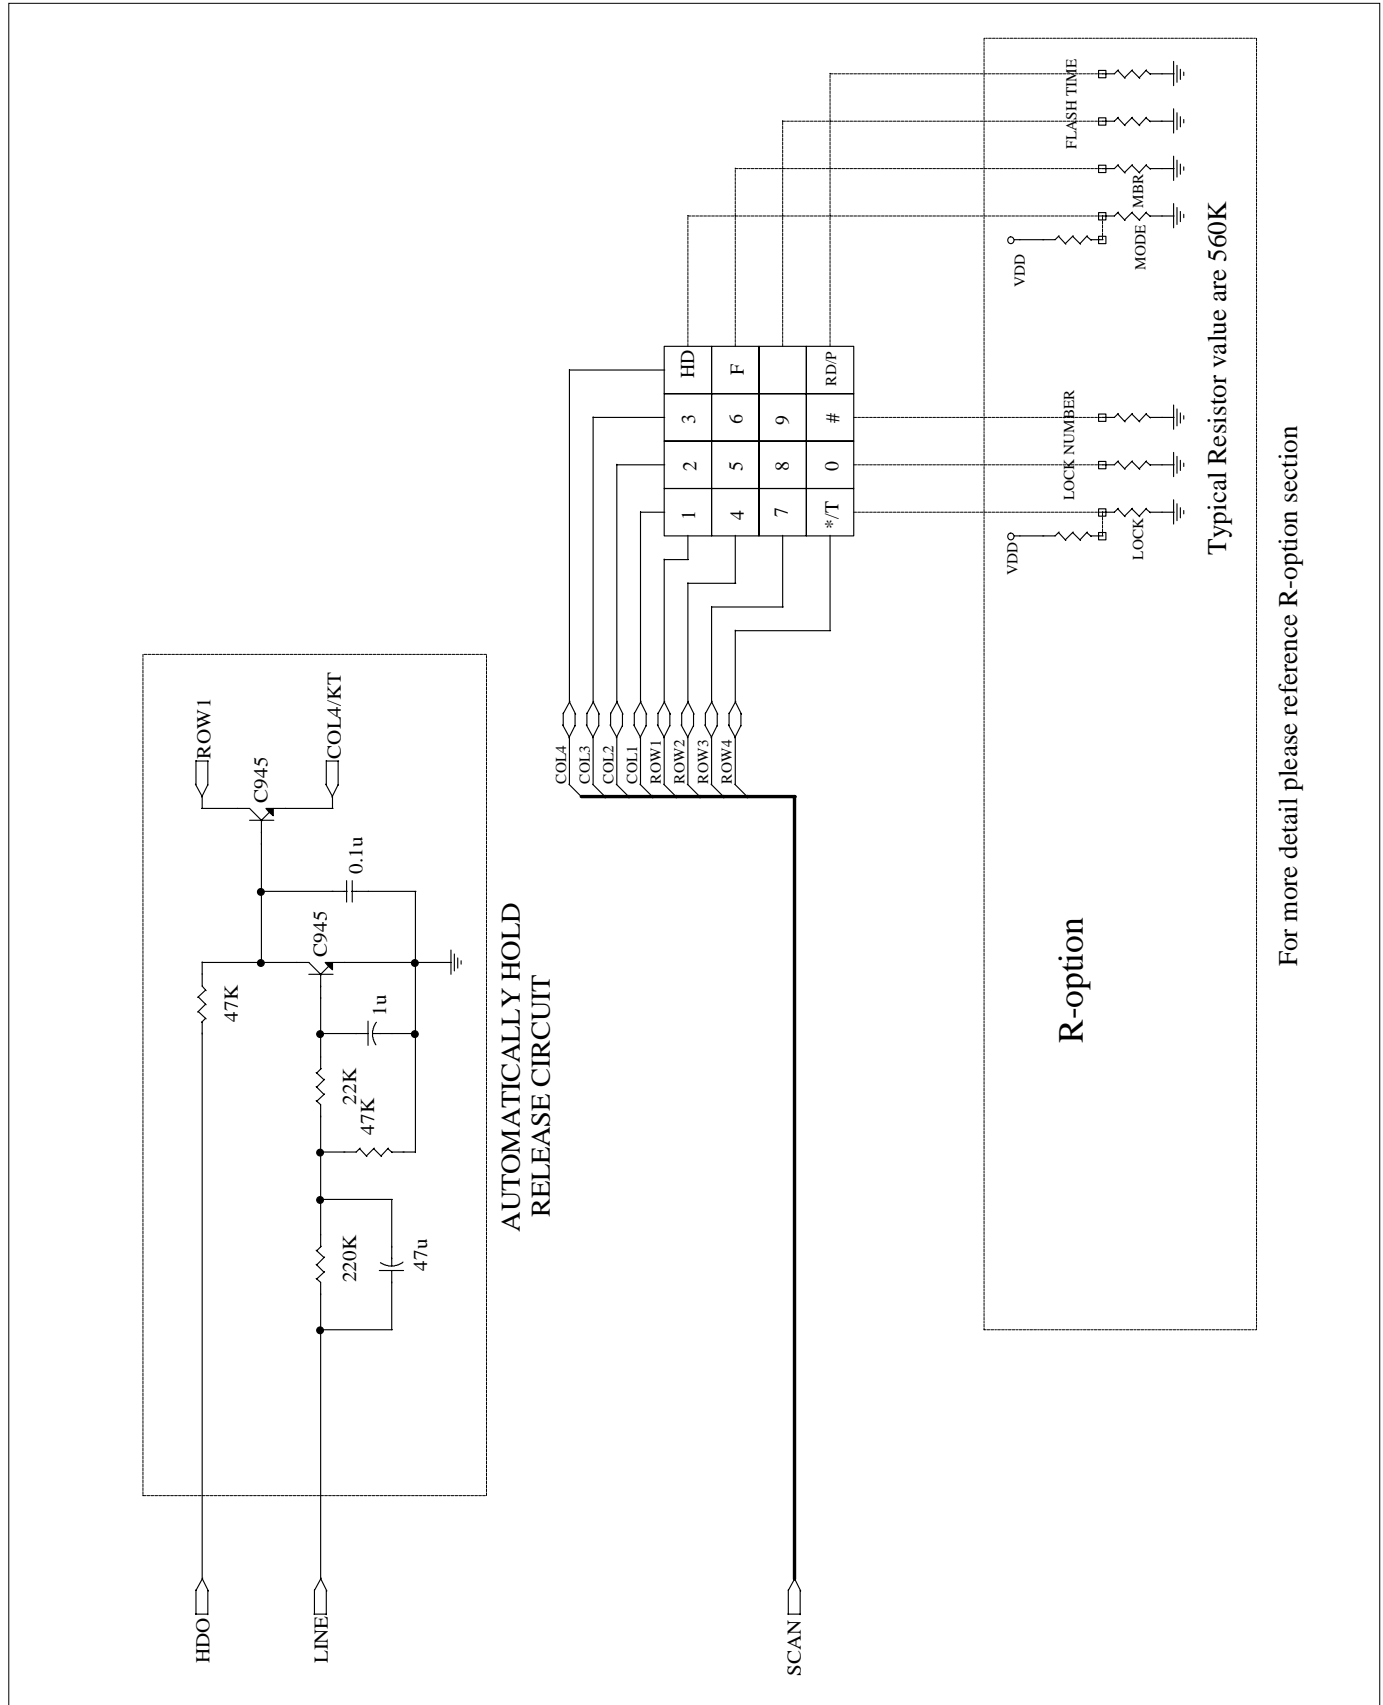 HDO
LINE
47K
220K
47u
22K
47K
1u
C945
0.1u
C945
ROW1
COL4/KT
AUTOMATICALLY HOLD
RELEASE CIRCUIT
SCAN
COL4
COL3
COL2
COL1
ROW1
ROW2
ROW3
ROW4
1 2 3 HD
4 5 6 F
7 8 9
*/T 0 # RD/P
R-option
VDD
LOCK
LOCK NUMBER
VDD
MODE
MBR
FLASH TIME
Typical Resistor value are 560K
For more detail please reference R-option section